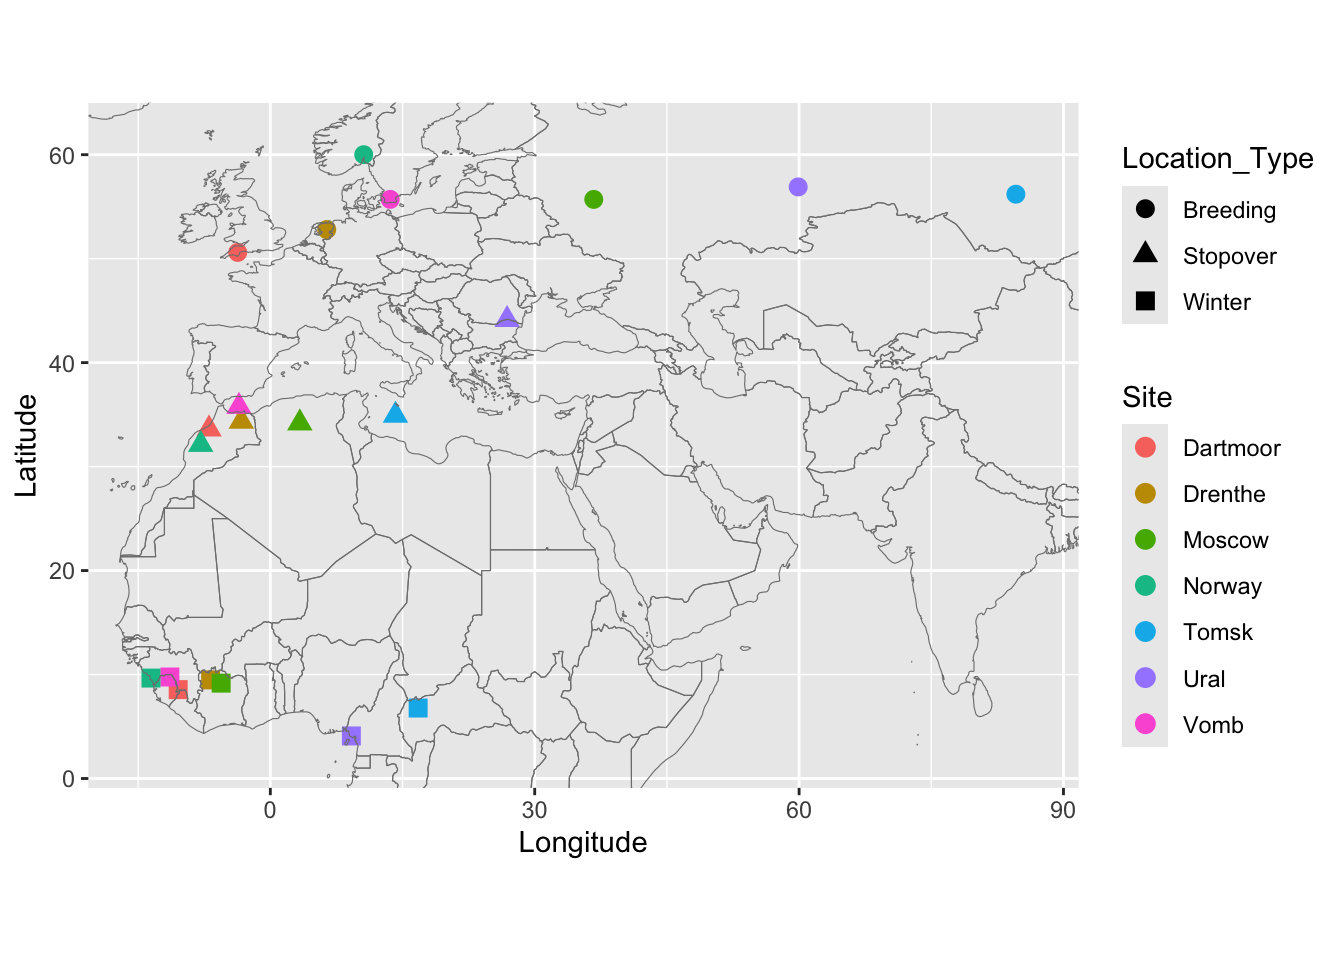 60
40
20
0
0
30
60
90
Latitude
Longitude
Location_Type
Breeding
Stopover
Winter
Site
Dartmoor
Drenthe
Moscow
Norway
Tomsk
Ural
Vomb